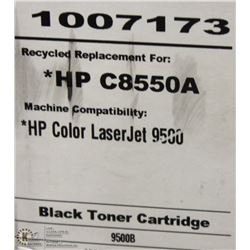 1007173
Recycled Replacement For:
*HP C8550A
Machine Compatibility:
*HP Color LaserJet 9500
Black Toner Cartridge
9500B